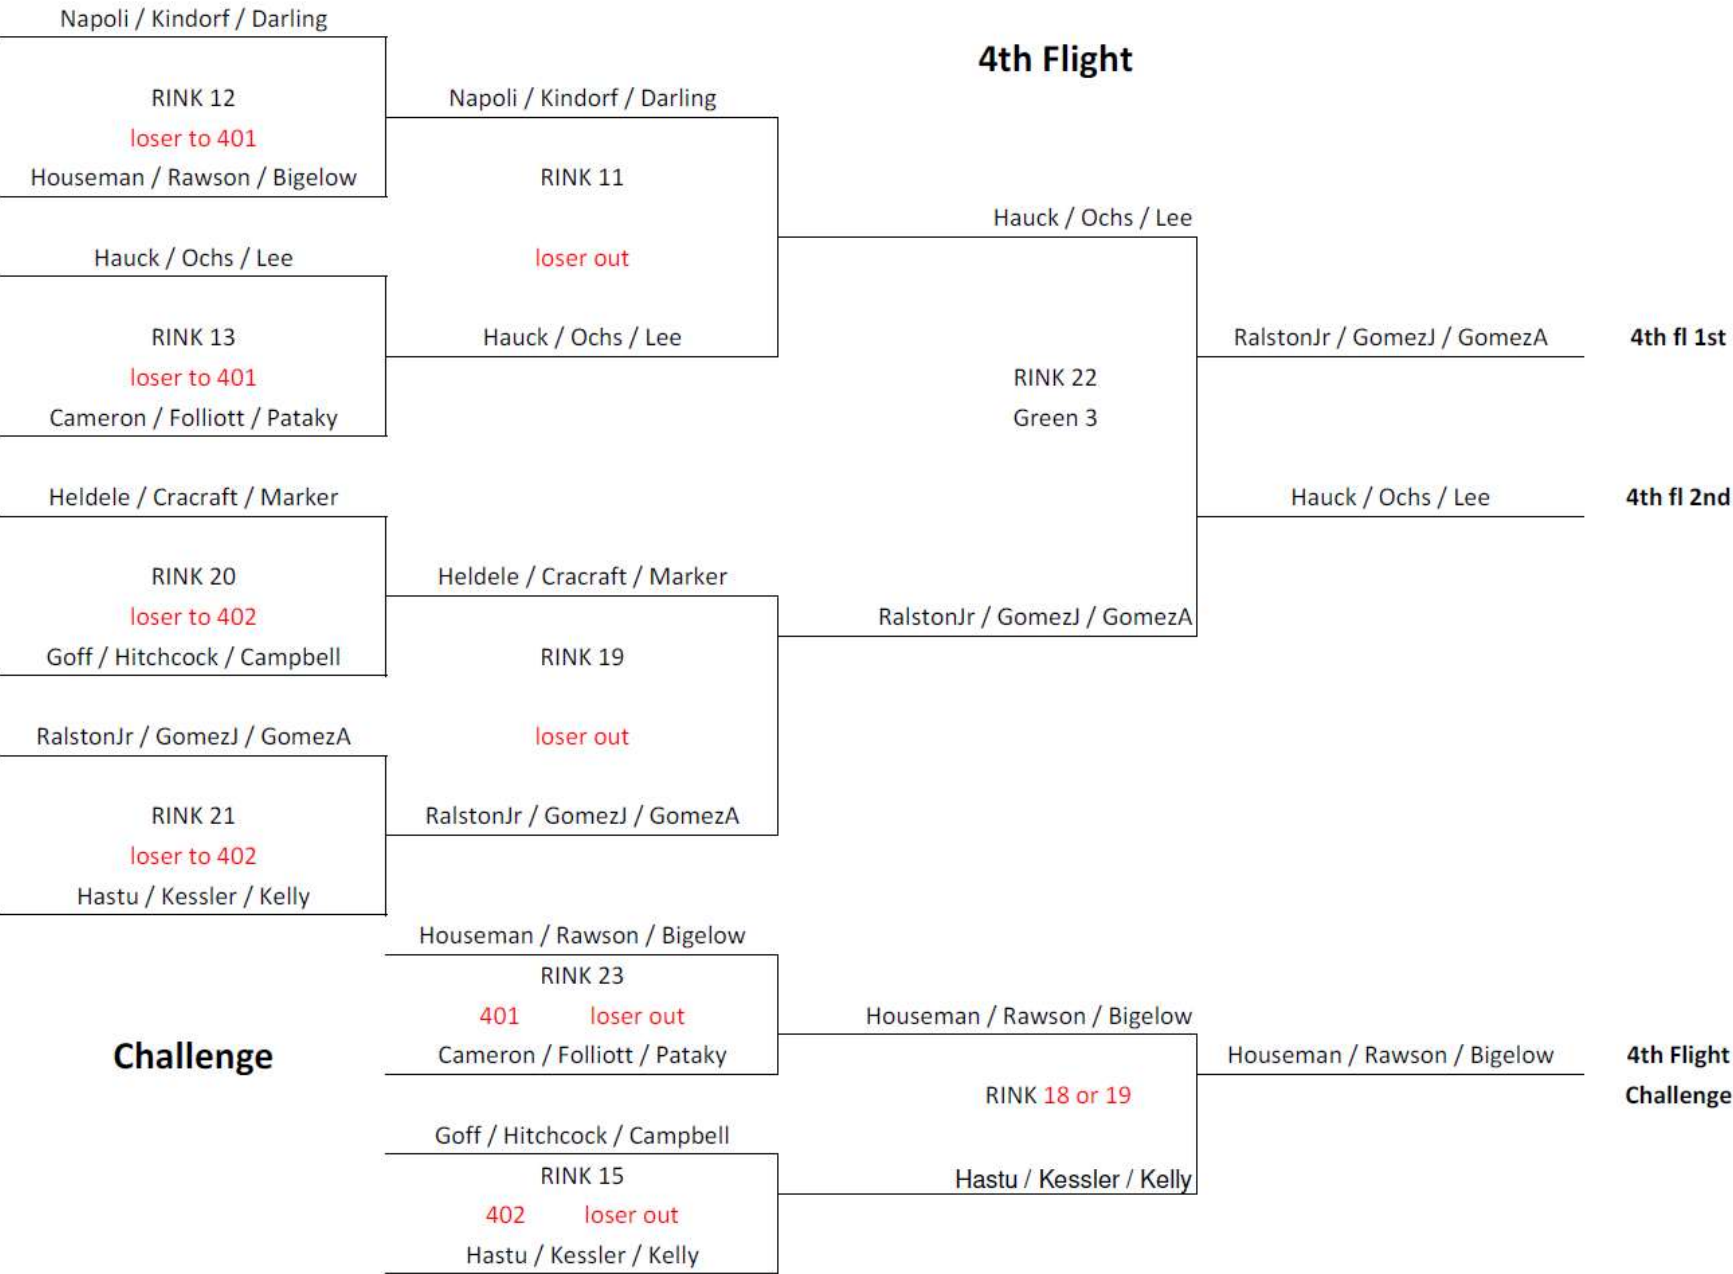 Napoli / Kindorf / Darling
4th Flight
RINK 12
Napoli / Kindorf / Darling
loser to 401
Houseman / Rawson / Bigelow
RINK 11
Hauck / Ochs / Lee
Hauck / Ochs / Lee
loser out
RINK 13
Hauck / Ochs / Lee
RalstonJr / GomezJ / GomezA
4th fl 1st
loser to 401
RINK 22
Cameron / Folliott / Pataky
Green 3
Heldele / Cracraft / Marker
Hauck / Ochs / Lee
4th fl 2nd
RINK 20
Heldele / Cracraft / Marker
loser to 402
RalstonJr / GomezJ / GomezA
Goff / Hitchcock / Campbell
RINK 19
RalstonJr / GomezJ / GomezA
loser out
RINK 21
RalstonJr / GomezJ / GomezA
loser to 402
Hastu / Kessler / Kelly
Houseman / Rawson / Bigelow
RINK 23
401 loser out
Houseman / Rawson / Bigelow
Challenge
Cameron / Folliott / Pataky
Houseman / Rawson / Bigelow
4th Flight
RINK 18 or 19
Challenge
Goff / Hitchcock / Campbell
RINK 15
Hastu / Kessler / Kelly
402 loser out
Hastu / Kessler / Kelly